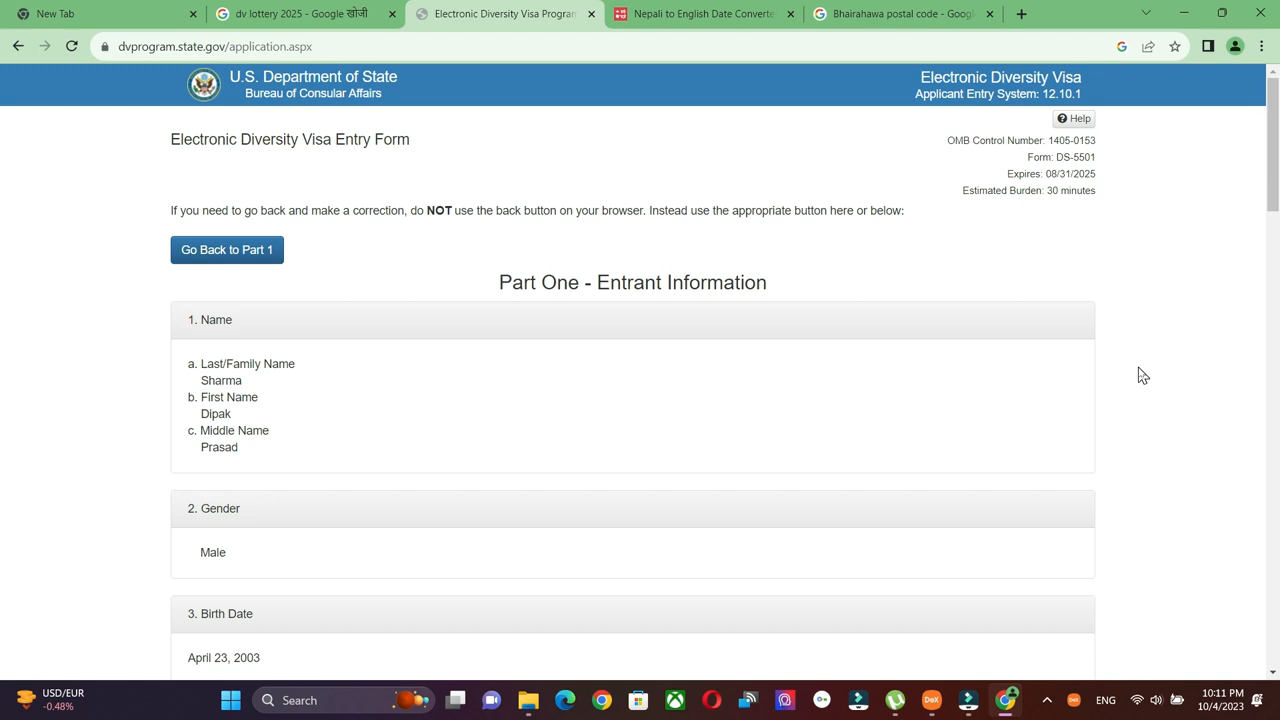 New Tab
dv lottery 2025 - Google खोजी
Electronic Diversity Visa Program
Nepali to English Date Converte
Bhairahawa postal code - Googl
dvprogram.state.gov/application.aspx
U.S. Department of State
Bureau of Consular Affairs
Electronic Diversity Visa
Applicant Entry System: 12.10.1
Help
Electronic Diversity Visa Entry Form
OMB Control Number: 1405-0153
Form: DS-5501
Expires: 08/31/2025
Estimated Burden: 30 minutes
If you need to go back and make a correction, do NOT use the back button on your browser. Instead use the appropriate button here or below:
Go Back to Part 1
Part One - Entrant Information
1. Name
a. Last/Family Name
Sharma
b. First Name
Dipak
c. Middle Name
Prasad
2. Gender
Male
3. Birth Date
April 23, 2003
USD/EUR
-0.48%
Search
DeX
DeX
ENG
10:11 PM
10/4/2023